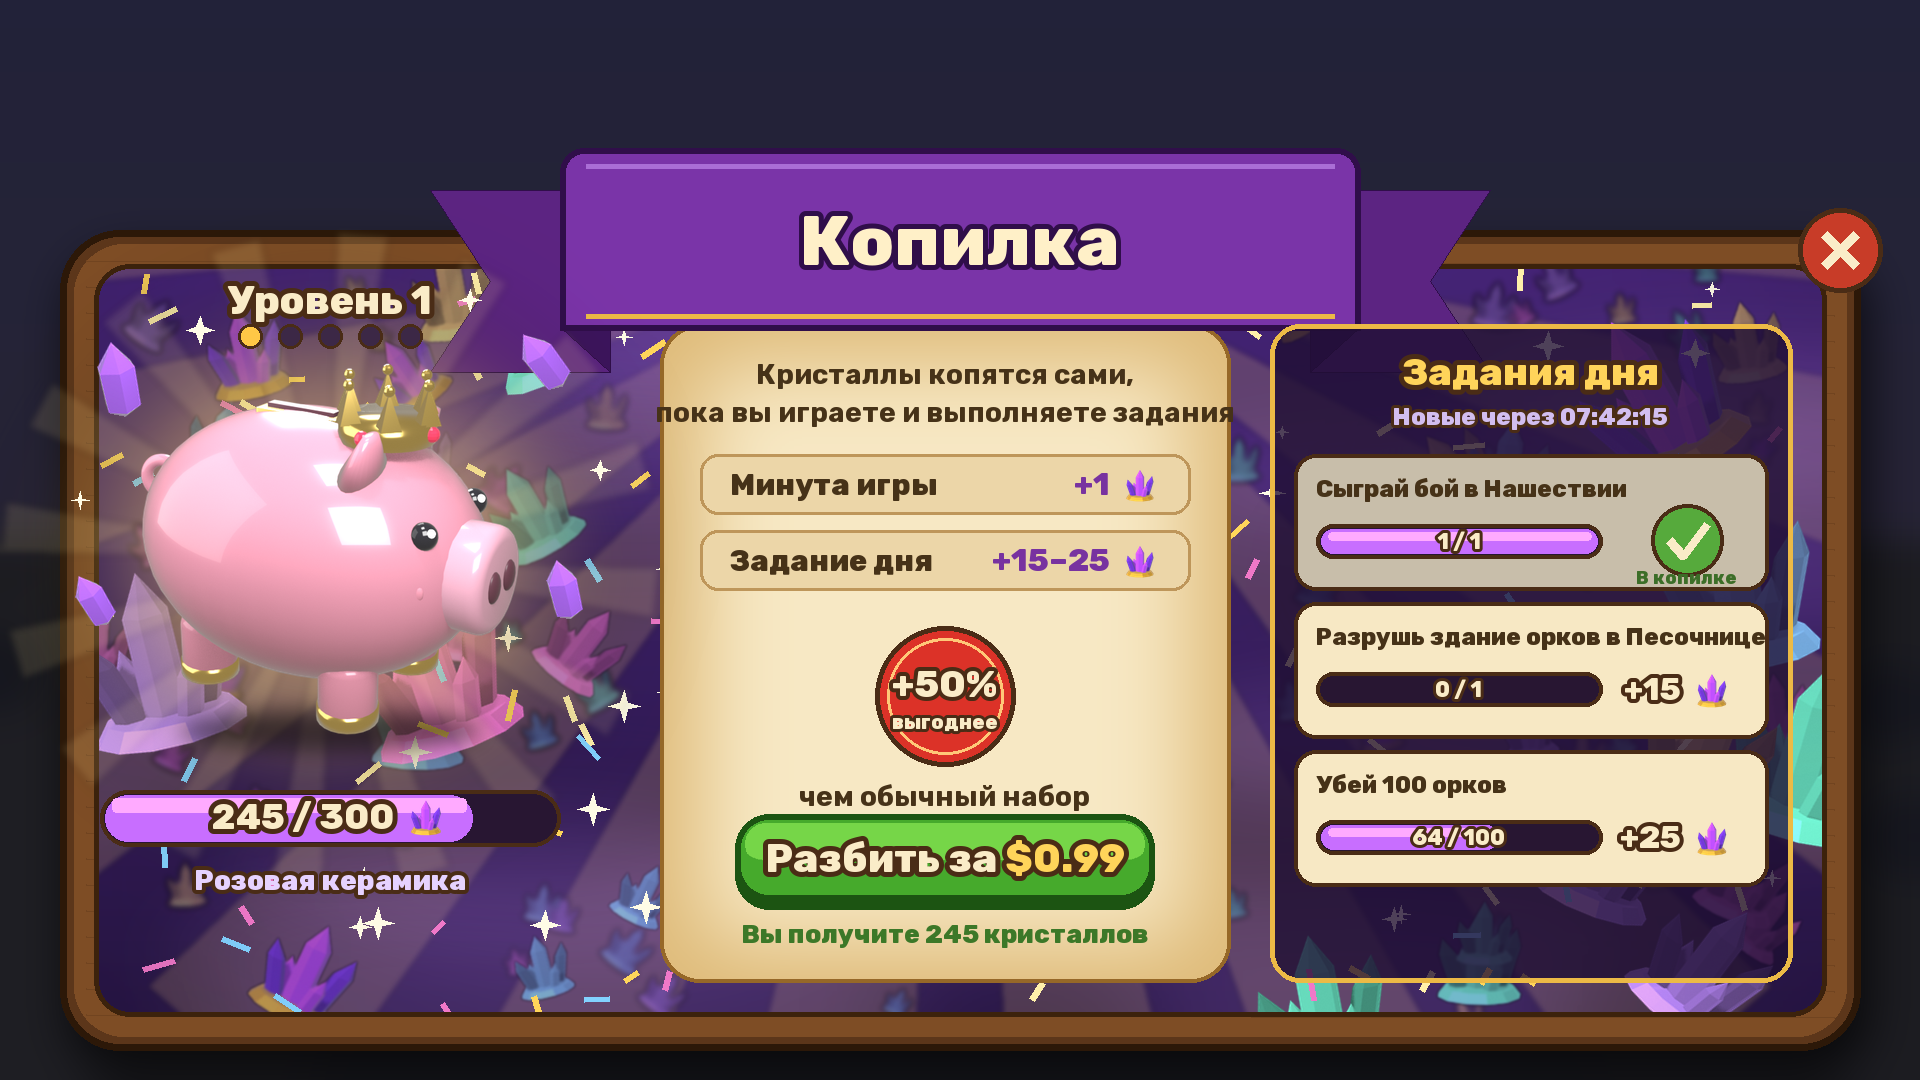 Копилка
Уровень 1
245 / 300
Розовая керамика
Кристаллы копятся сами,
пока вы играете и выполняете задания
Минута игры +1
Задание дня +15–25
+50%
выгоднее
чем обычный набор
Разбить за $0.99
Вы получите 245 кристаллов
Задания дня
Новые через 07:42:15
Сыграй бой в Нашествии
1 / 1
В копилке
Разрушь здание орков в Песочнице
0 / 1 +15
Убей 100 орков
64 / 100 +25